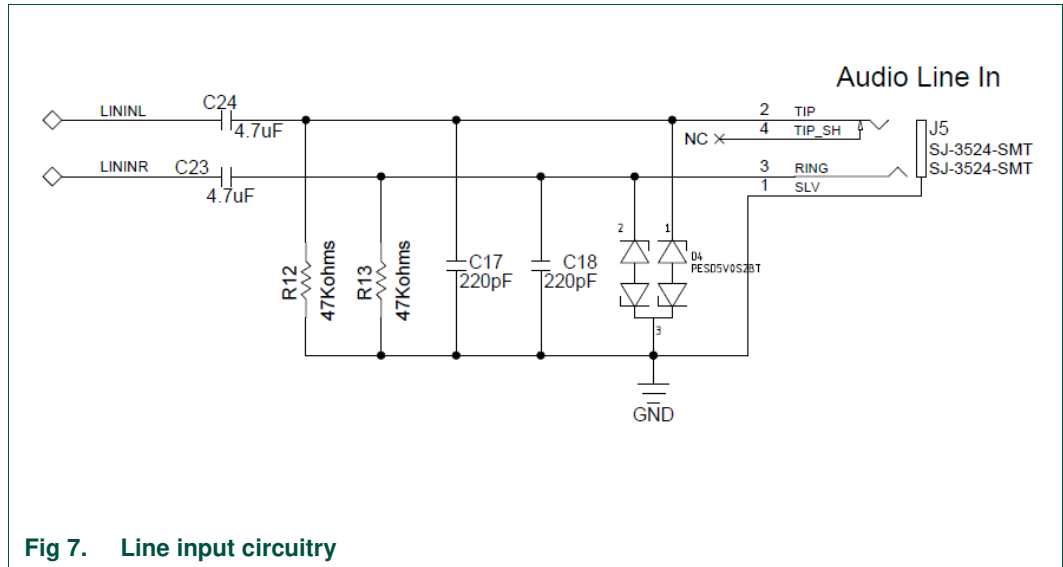 Audio Line In
LININL
C24
4.7uF
2 TIP
NC 4 TIP_SH
J5
SJ-3524-SMT
SJ-3524-SMT
LININR
C23
4.7uF
3 RING
1 SLV
R12
47Kohms
R13
47Kohms
C17
220pF
C18
220pF
2
1
D4
PESD5V0S2BT
3
GND
Fig 7. Line input circuitry